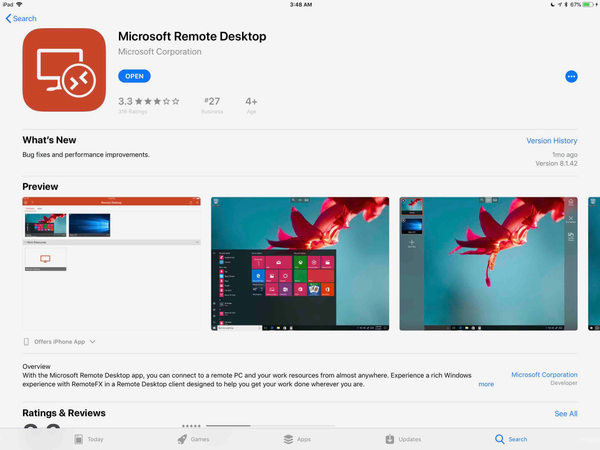 iPad
3:48 AM
67%
Search
Microsoft Remote Desktop
Microsoft Corporation
OPEN
3.3 ★★★☆☆
#27
4+
316 Ratings
Business
Age
What's New
Version History
Bug fixes and performance improvements.
1mo ago
Version 8.1.42
Preview
Remote Desktop
Offers iPhone App
Overview
With the Microsoft Remote Desktop app, you can connect to a remote PC and your work resources from almost anywhere. Experience a rich Windows
experience with RemoteFX in a Remote Desktop client designed to help you get your work done wherever you are.
more
Microsoft Corporation
Developer
Ratings & Reviews
See All
Today
Games
Apps
Updates
Search